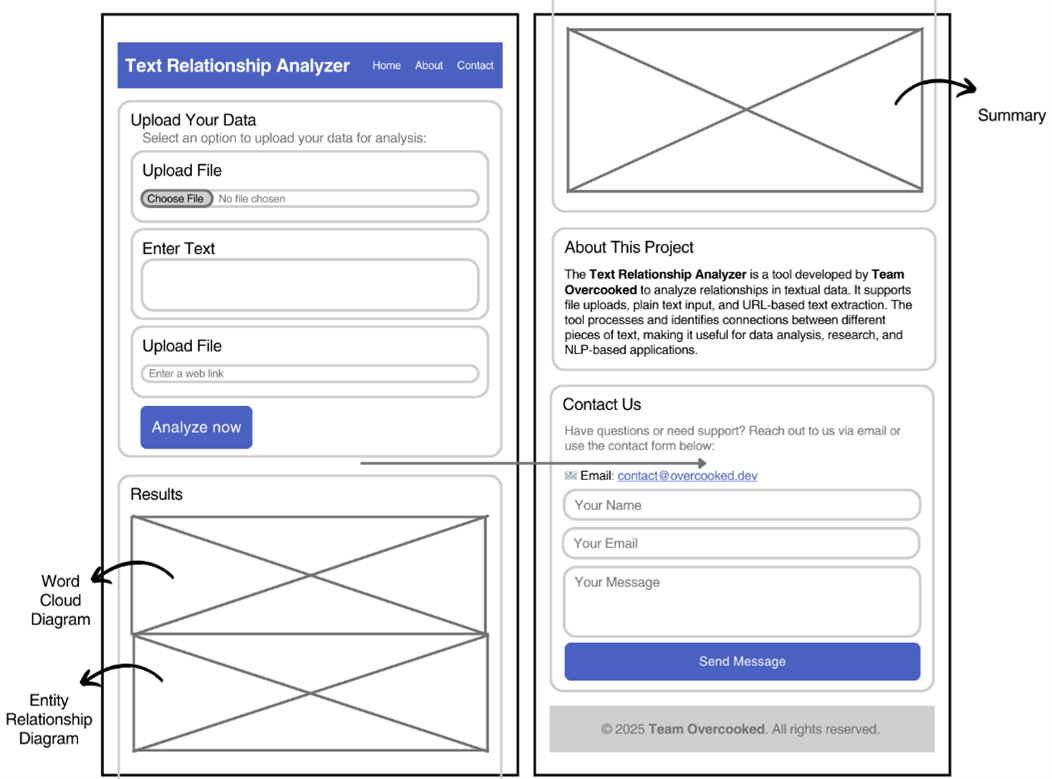 Text Relationship Analyzer Home About Contact
Upload Your Data
Select an option to upload your data for analysis:
Upload File
Choose File No file chosen
Enter Text
Upload File
Enter a web link
Analyze now
Results
Word
Cloud
Diagram
Entity
Relationship
Diagram
Summary
About This Project
The Text Relationship Analyzer is a tool developed by Team
Overcooked to analyze relationships in textual data. It supports
file uploads, plain text input, and URL-based text extraction. The
tool processes and identifies connections between different
pieces of text, making it useful for data analysis, research, and
NLP-based applications.
Contact Us
Have questions or need support? Reach out to us via email or
use the contact form below:
📧 Email: contact@overcooked.dev
Your Name
Your Email
Your Message
Send Message
© 2025 Team Overcooked. All rights reserved.